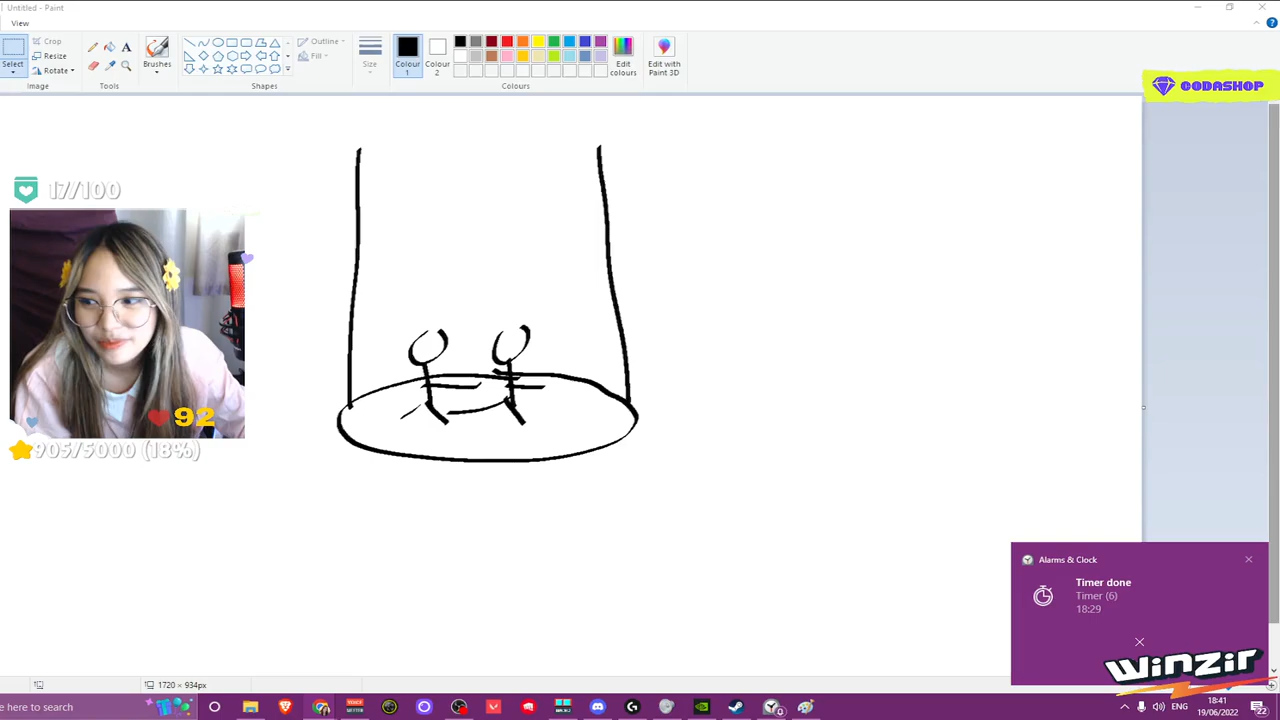 Untitled - Paint
View
Crop
Resize
Rotate
Select
Image
A
Tools
Brushes
Outline
Fill
Shapes
Size
Colour 1
Colour 2
Edit colours
Colours
Edit with Paint 3D
CODASHOP
17/100
92
905/5000 (18%)
Alarms & Clock
Timer done
Timer (6)
18:29
WINZIR
1720 × 934px
e here to search
ENG
18:41
19/06/2022
22